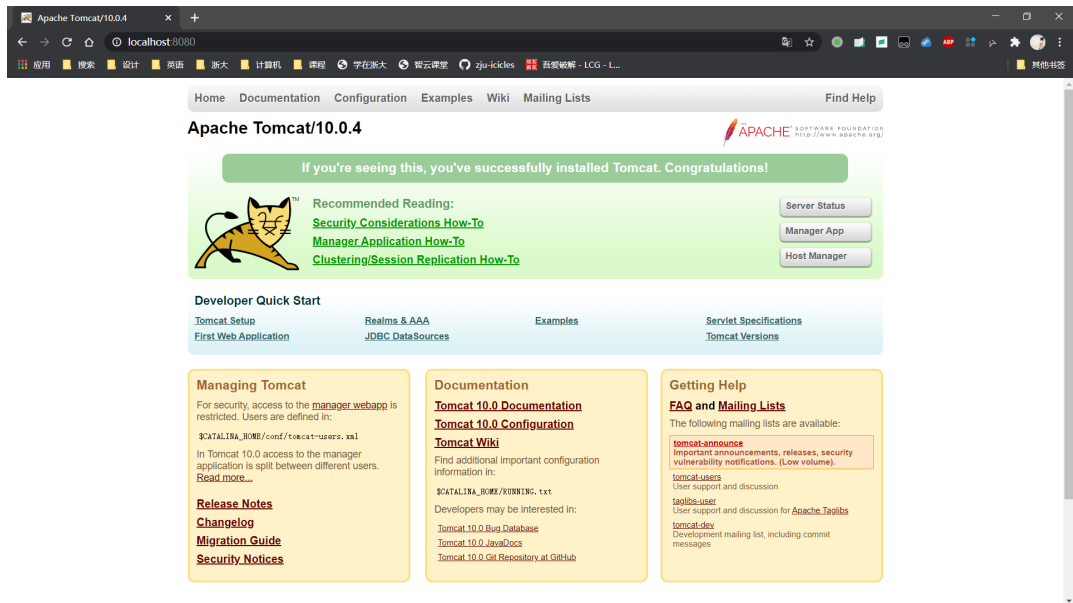 Apache Tomcat/10.0.4
localhost:8080
ABP
应用 搜索 设计 英语 浙大 计算机 课程 学在浙大 智云课堂 zju-icicles 吾爱破解 - LCG - L... 其他书签
Home Documentation Configuration Examples Wiki Mailing Lists Find Help
Apache Tomcat/10.0.4
THE APACHE SOFTWARE FOUNDATION
http://www.apache.org/
If you're seeing this, you've successfully installed Tomcat. Congratulations!
TM
Recommended Reading:
Security Considerations How-To
Manager Application How-To
Clustering/Session Replication How-To
Server Status
Manager App
Host Manager
Developer Quick Start
Tomcat Setup
First Web Application
Realms & AAA
JDBC DataSources
Examples
Servlet Specifications
Tomcat Versions
Managing Tomcat
For security, access to the manager webapp is
restricted. Users are defined in:
$CATALINA_HOME/conf/tomcat-users.xml
In Tomcat 10.0 access to the manager
application is split between different users.
Read more...
Release Notes
Changelog
Migration Guide
Security Notices
Documentation
Tomcat 10.0 Documentation
Tomcat 10.0 Configuration
Tomcat Wiki
Find additional important configuration
information in:
$CATALINA_HOME/RUNNING.txt
Developers may be interested in:
Tomcat 10.0 Bug Database
Tomcat 10.0 JavaDocs
Tomcat 10.0 Git Repository at GitHub
Getting Help
FAQ and Mailing Lists
The following mailing lists are available:
tomcat-announce
Important announcements, releases, security
vulnerability notifications. (Low volume).
tomcat-users
User support and discussion
taglibs-user
User support and discussion for Apache Taglibs
tomcat-dev
Development mailing list, including commit
messages